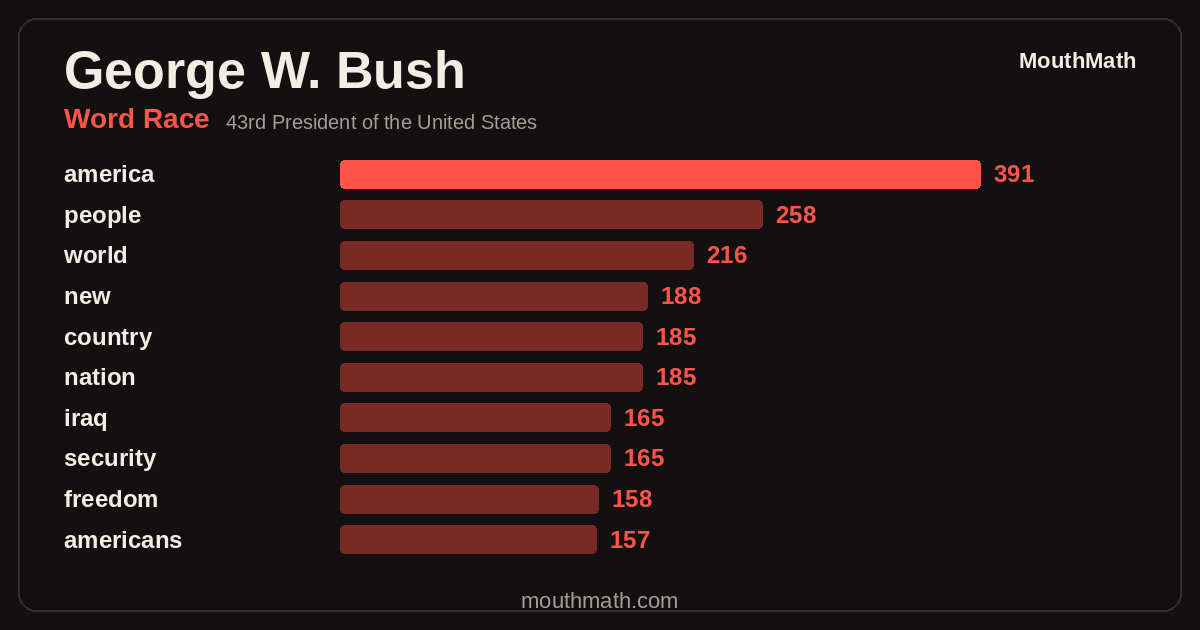 George W. Bush
MouthMath
Word Race 43rd President of the United States
america 391
people 258
world 216
new 188
country 185
nation 185
iraq 165
security 165
freedom 158
americans 157
mouthmath.com